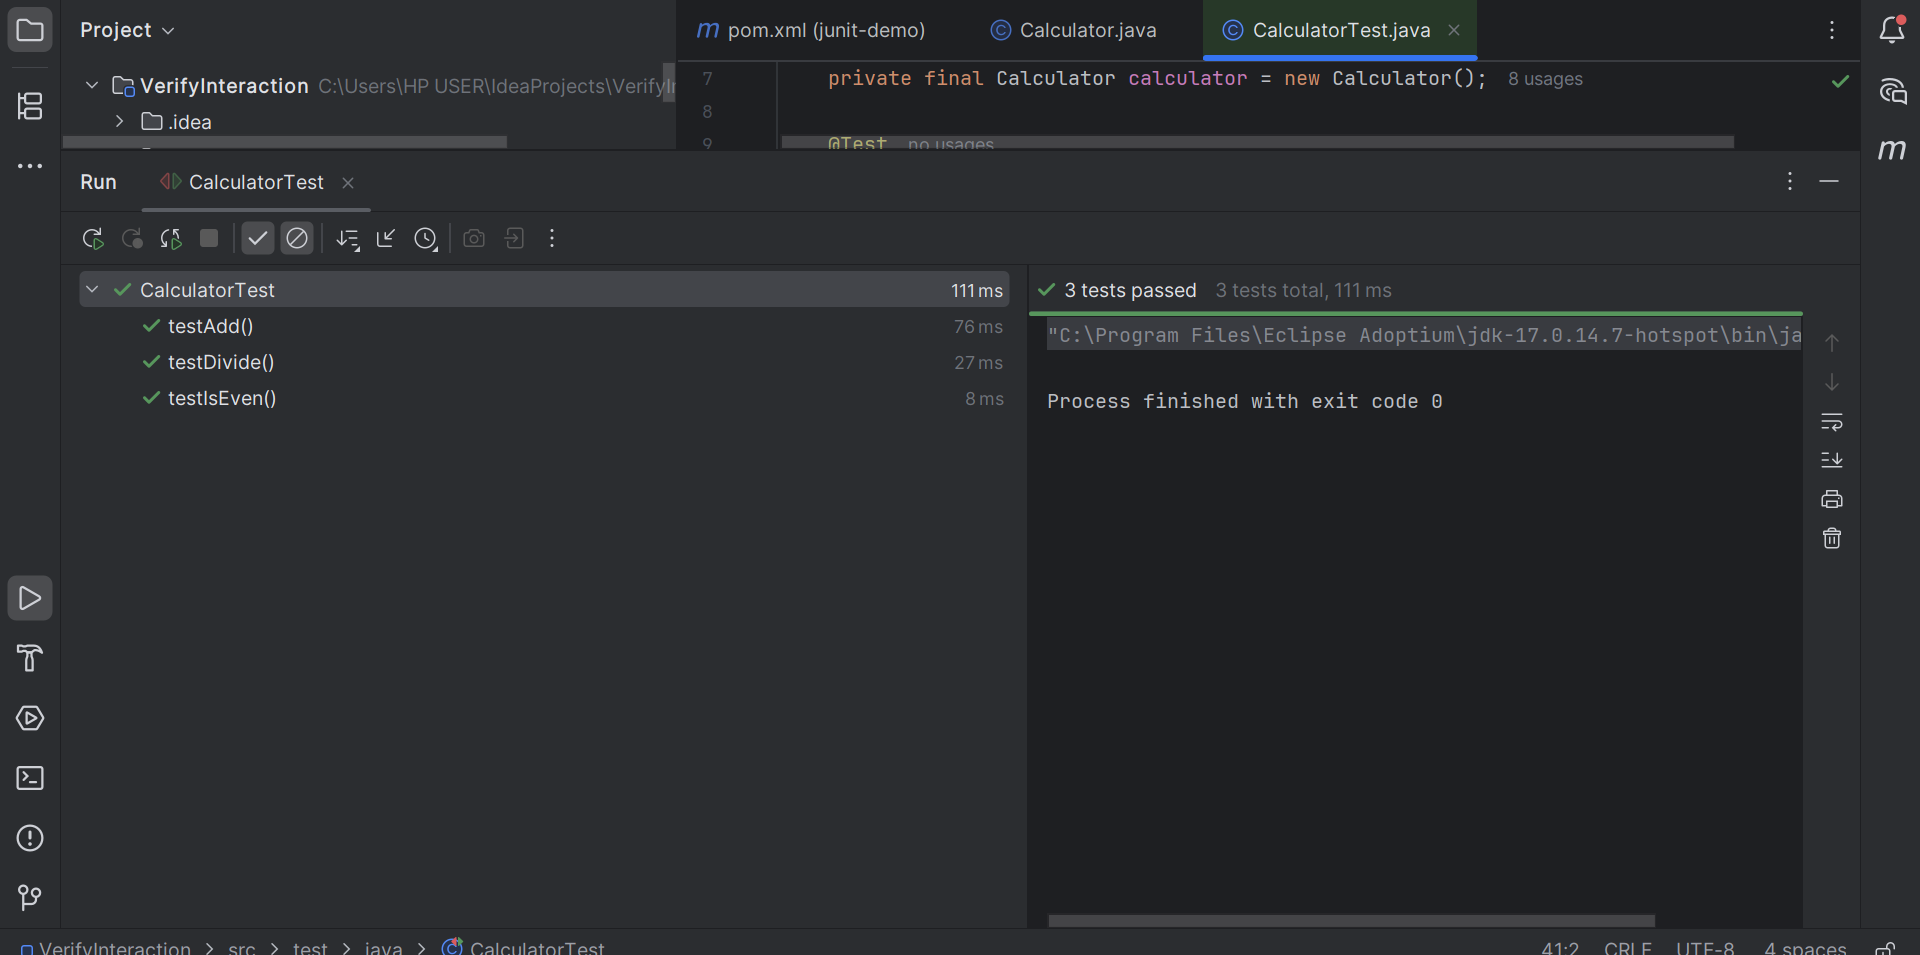 Project
m pom.xml (junit-demo)
Calculator.java
CalculatorTest.java
VerifyInteraction C:\Users\HP USER\IdeaProjects\VerifyIn
.idea
7 private final Calculator calculator = new Calculator(); 8 usages
8
9 @Test no usages
m
Run
CalculatorTest
CalculatorTest 111 ms
testAdd() 76 ms
testDivide() 27 ms
testIsEven() 8 ms
3 tests passed 3 tests total, 111 ms
"C:\Program Files\Eclipse Adoptium\jdk-17.0.14.7-hotspot\bin\ja
Process finished with exit code 0
VerifyInteraction > src > test > java > CalculatorTest
41:2 CRLF UTF-8 4 spaces